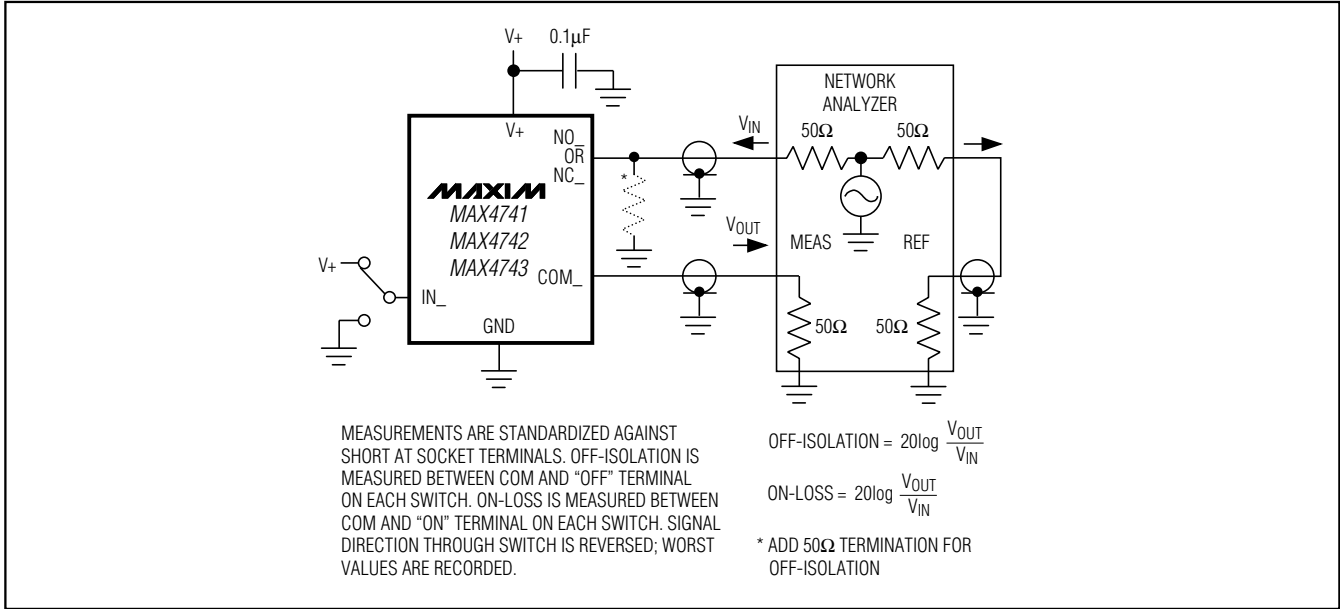 V+ 0.1µF
V+
NO_
OR
NC_
MAXIM
MAX4741
MAX4742
MAX4743
COM_
V+
IN_
GND
NETWORK
ANALYZER
VIN
50Ω 50Ω
*
VOUT
MEAS REF
50Ω 50Ω
MEASUREMENTS ARE STANDARDIZED AGAINST
SHORT AT SOCKET TERMINALS. OFF-ISOLATION IS
MEASURED BETWEEN COM AND “OFF” TERMINAL
ON EACH SWITCH. ON-LOSS IS MEASURED BETWEEN
COM AND “ON” TERMINAL ON EACH SWITCH. SIGNAL
DIRECTION THROUGH SWITCH IS REVERSED; WORST
VALUES ARE RECORDED.
OFF-ISOLATION = 20log VOUT
VIN
ON-LOSS = 20log VOUT
VIN
* ADD 50Ω TERMINATION FOR
OFF-ISOLATION